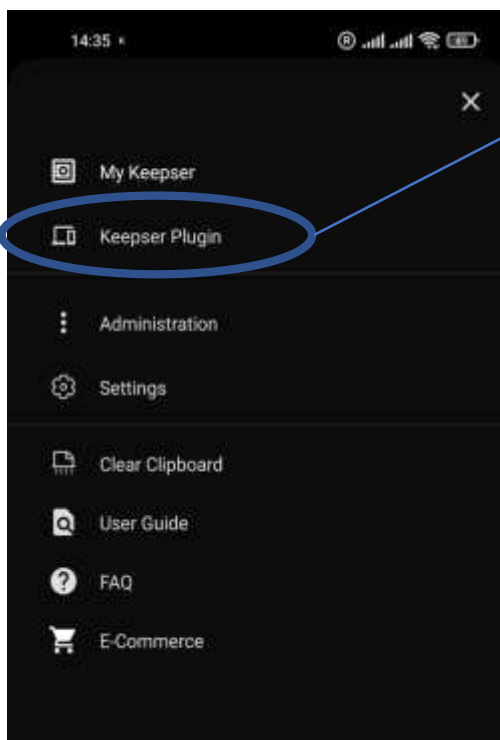 14:35
My Keepser
Keepser Plugin
Administration
Settings
Clear Clipboard
User Guide
FAQ
E-Commerce